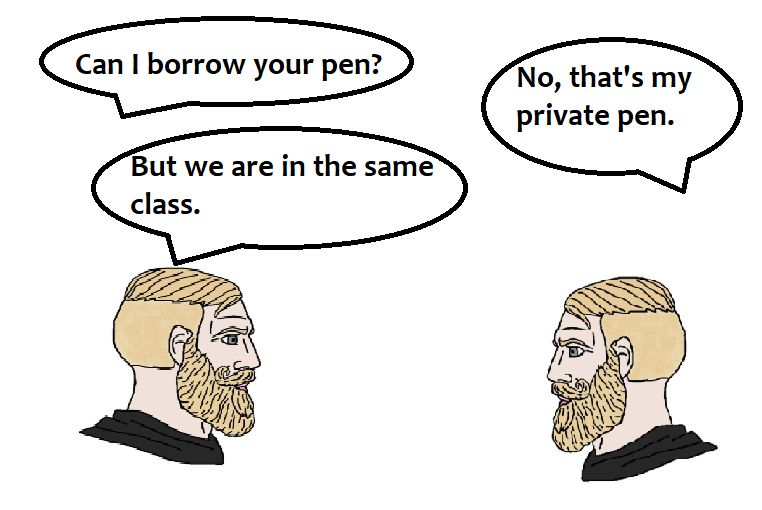 Can I borrow your pen?
No, that's my
private pen.
But we are in the same
class.